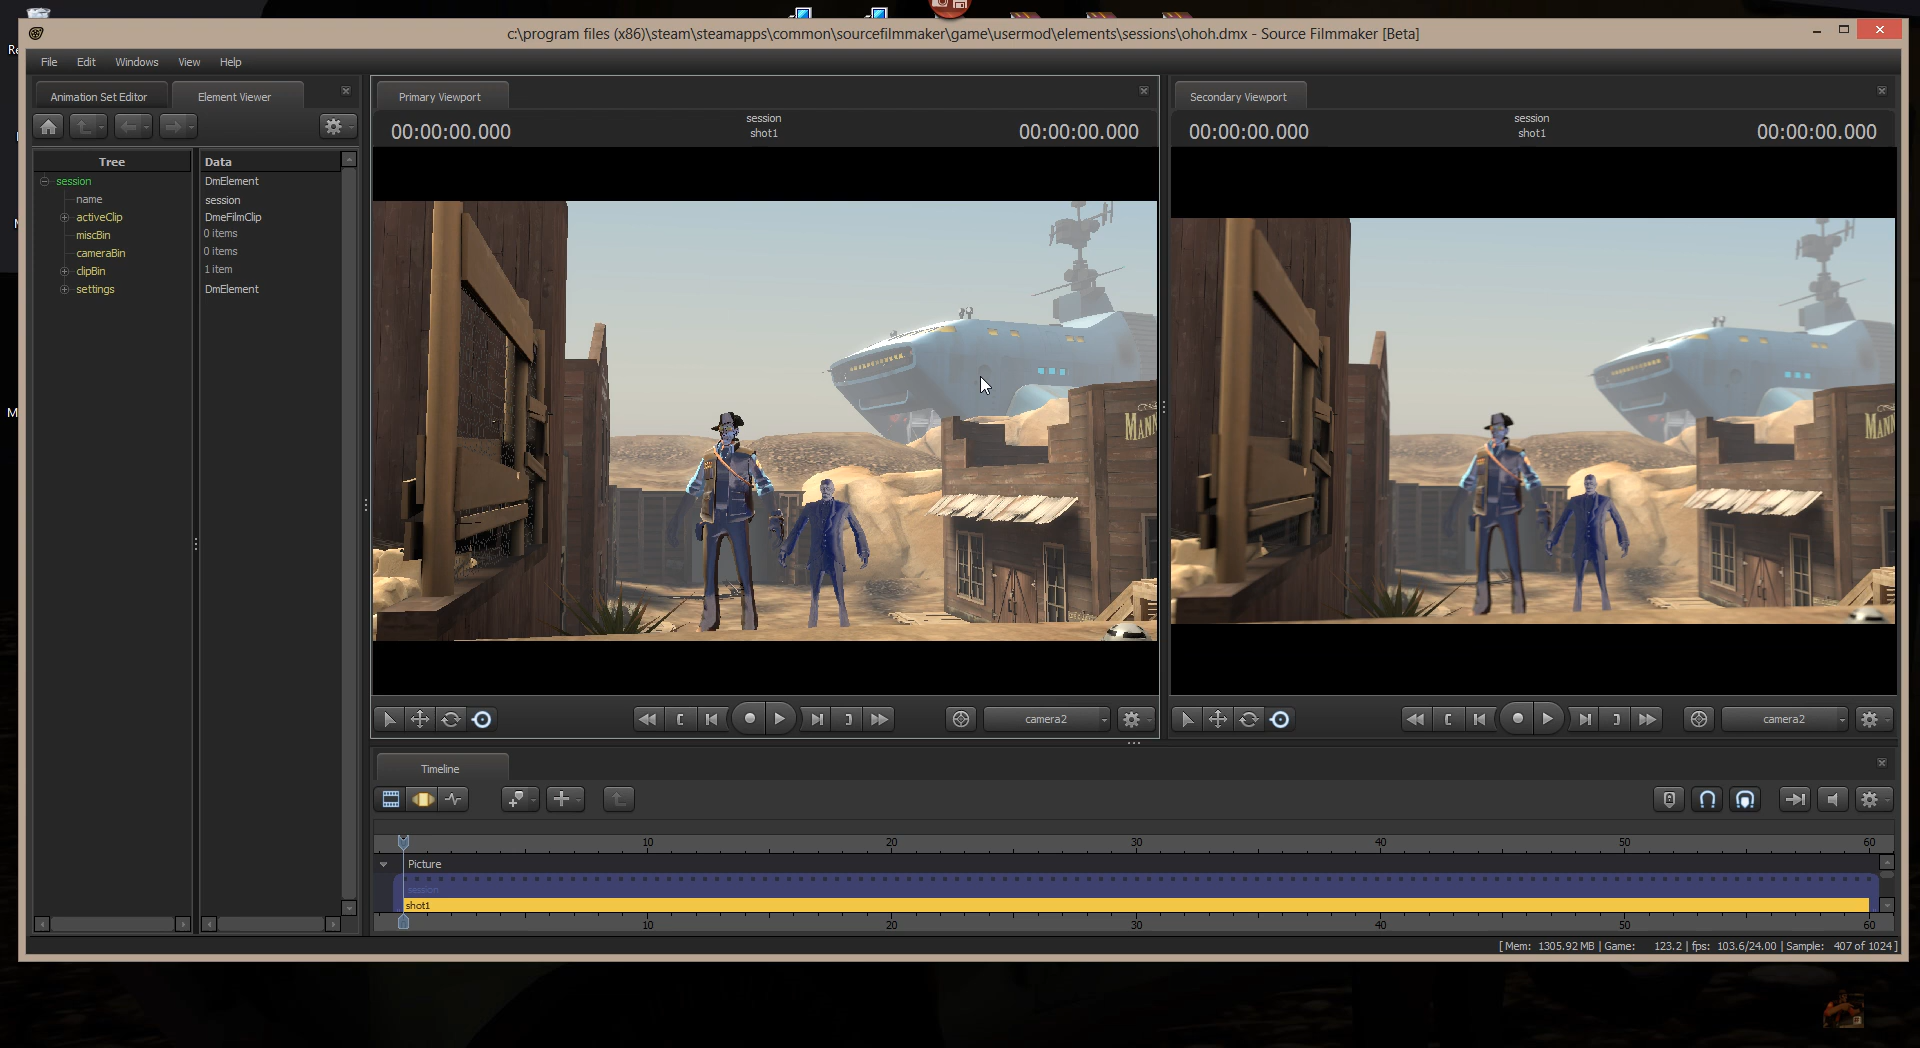 c:\program files (x86)\steam\steamapps\common\sourcefilmmaker\game\usermod\elements\sessions\ohoh.dmx - Source Filmmaker [Beta]
File Edit Windows View Help
Animation Set Editor
Element Viewer
Tree
Data
session
DmElement
name
session
activeClip
DmeFilmClip
miscBin
0 items
cameraBin
0 items
clipBin
1 item
settings
DmElement
Primary Viewport
00:00:00.000
session
shot1
00:00:00.000
MANN
camera2
Secondary Viewport
00:00:00.000
session
shot1
00:00:00.000
MANN
camera2
Timeline
10 20 30 40 50 60
Picture
session
shot1
10 20 30 40 50 60
[ Mem: 1305.92 MB | Game: 123.2 | fps: 103.6/24.00 | Sample: 407 of 1024 ]